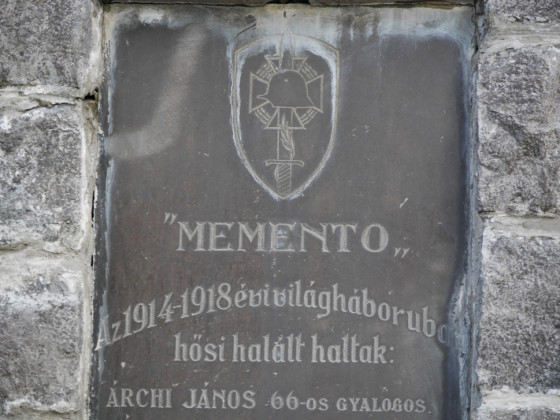 "MEMENTO„
Az 1914-1918 évi világháboruban
hősi halált haltak:
ÁRCHI JÁNOS 66-OS GYALOGOS.